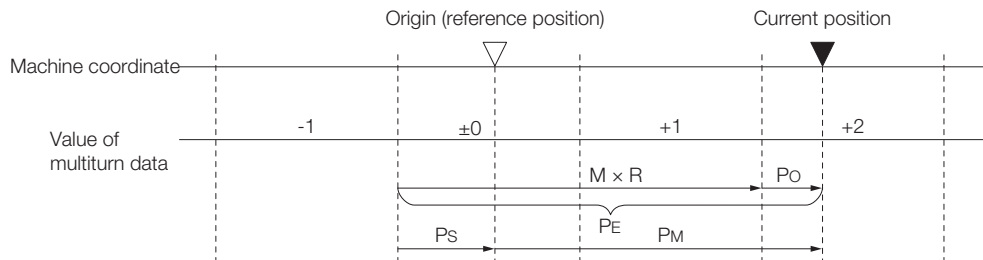 Origin (reference position) Current position
Machine coordinate
Value of
multiturn data
-1 ±0 +1 +2
M × R PO
PE
PS PM